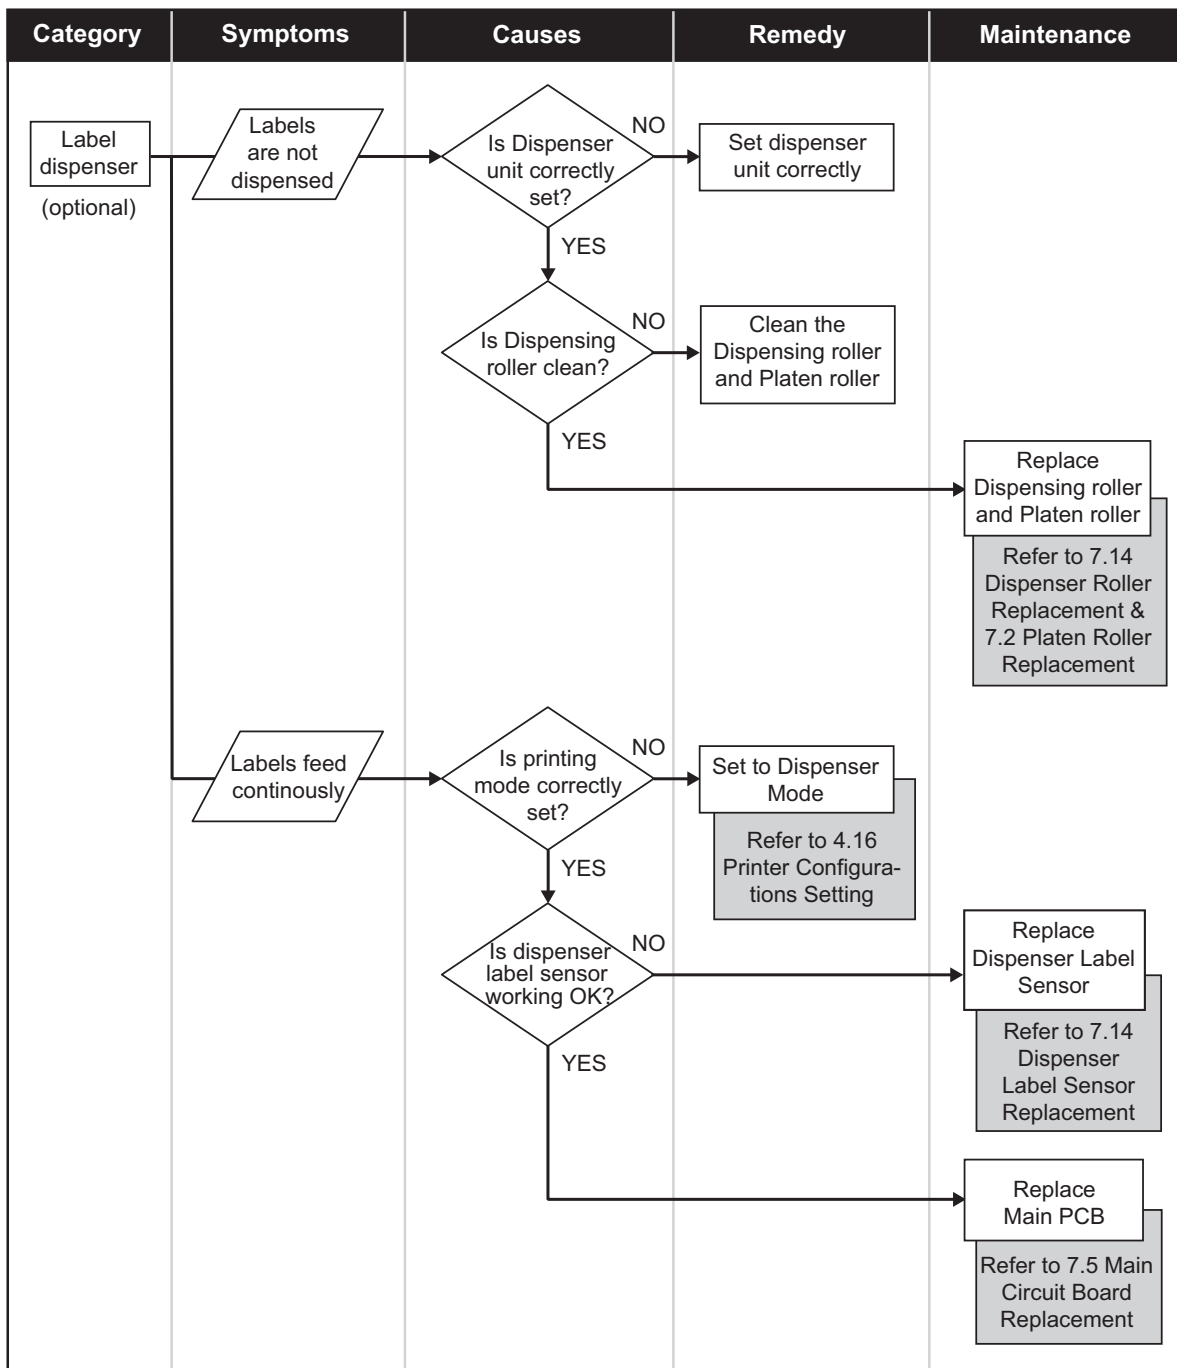 Category Symptoms Causes Remedy Maintenance
Label
dispenser
(optional)
Labels
are not
dispensed
Is Dispenser
unit correctly
set?
NO
Set dispenser
unit correctly
YES
Is Dispensing
roller clean?
NO
Clean the
Dispensing roller
and Platen roller
YES
Replace
Dispensing roller
and Platen roller
Refer to 7.14
Dispenser Roller
Replacement &
7.2 Platen Roller
Replacement
Labels feed
continously
Is printing
mode correctly
set?
NO
Set to Dispenser
Mode
Refer to 4.16
Printer Configura-
tions Setting
YES
Is dispenser
label sensor
working OK?
NO
Replace
Dispenser Label
Sensor
Refer to 7.14
Dispenser
Label Sensor
Replacement
YES
Replace
Main PCB
Refer to 7.5 Main
Circuit Board
Replacement